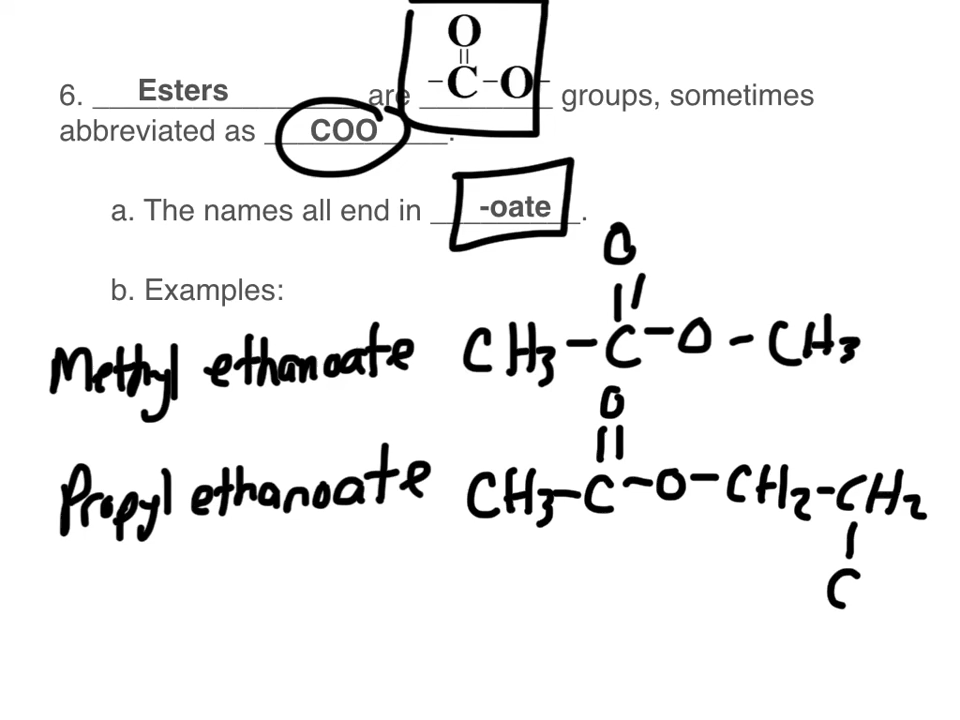 O
||
6. Esters are -C-O- groups, sometimes
abbreviated as COO.
a. The names all end in -oate.
b. Examples:
O
||
Methyl ethanoate CH3-C-O-CH3
O
||
Propyl ethanoate CH3-C-O-CH2-CH2
|
C